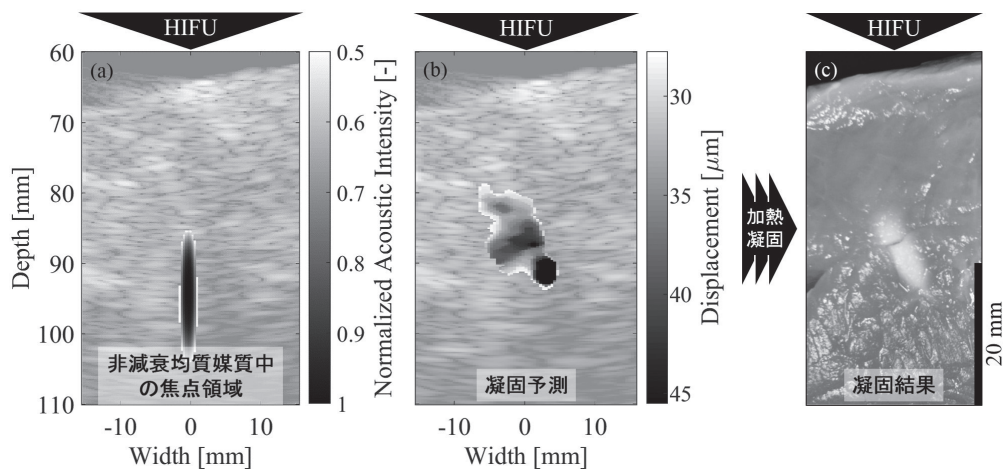 HIFU
HIFU
HIFU
(a)
(b)
(c)
60
70
80
90
100
110
Depth [mm]
-10
0
10
Width [mm]
非減衰均質媒質中
の焦点領域
0.5
0.6
0.7
0.8
0.9
1
Normalized Acoustic Intensity [-]
凝固予測
-10
0
10
Width [mm]
30
35
40
45
Displacement [μm]
加熱
凝固
凝固結果
20 mm